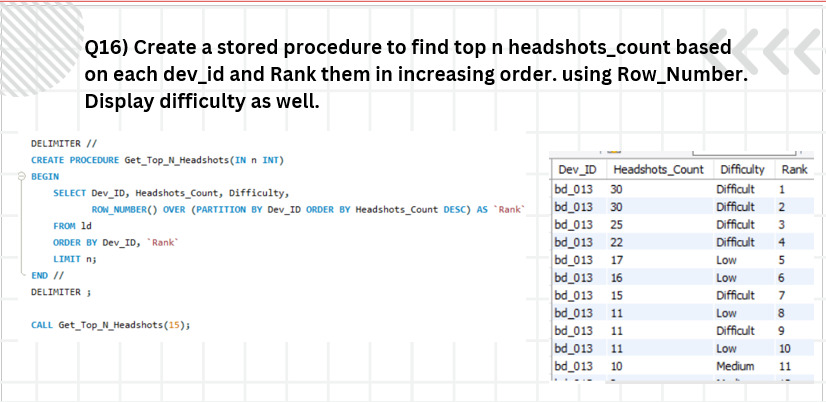 Q16) Create a stored procedure to find top n headshots_count based
on each dev_id and Rank them in increasing order. using Row_Number.
Display difficulty as well.
DELIMITER //
CREATE PROCEDURE Get_Top_N_Headshots(IN n INT)
BEGIN
SELECT Dev_ID, Headshots_Count, Difficulty,
ROW_NUMBER() OVER (PARTITION BY Dev_ID ORDER BY Headshots_Count DESC) AS `Rank`
FROM ld
ORDER BY Dev_ID, `Rank`
LIMIT n;
END //
DELIMITER ;
CALL Get_Top_N_Headshots(15);
Dev_ID Headshots_Count Difficulty Rank
bd_013 30 Difficult 1
bd_013 30 Difficult 2
bd_013 25 Difficult 3
bd_013 22 Difficult 4
bd_013 17 Low 5
bd_013 16 Low 6
bd_013 15 Difficult 7
bd_013 11 Low 8
bd_013 11 Difficult 9
bd_013 11 Low 10
bd_013 10 Medium 11